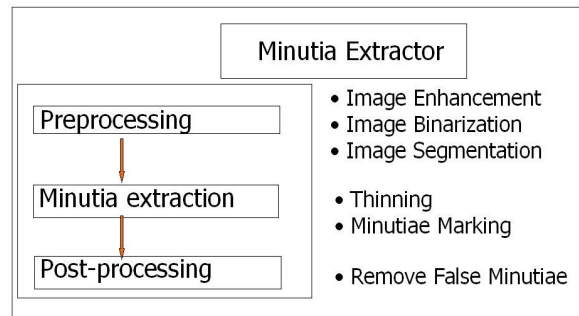 Minutia Extractor
Preprocessing
• Image Enhancement
• Image Binarization
• Image Segmentation
Minutia extraction
• Thinning
• Minutiae Marking
Post-processing
• Remove False Minutiae